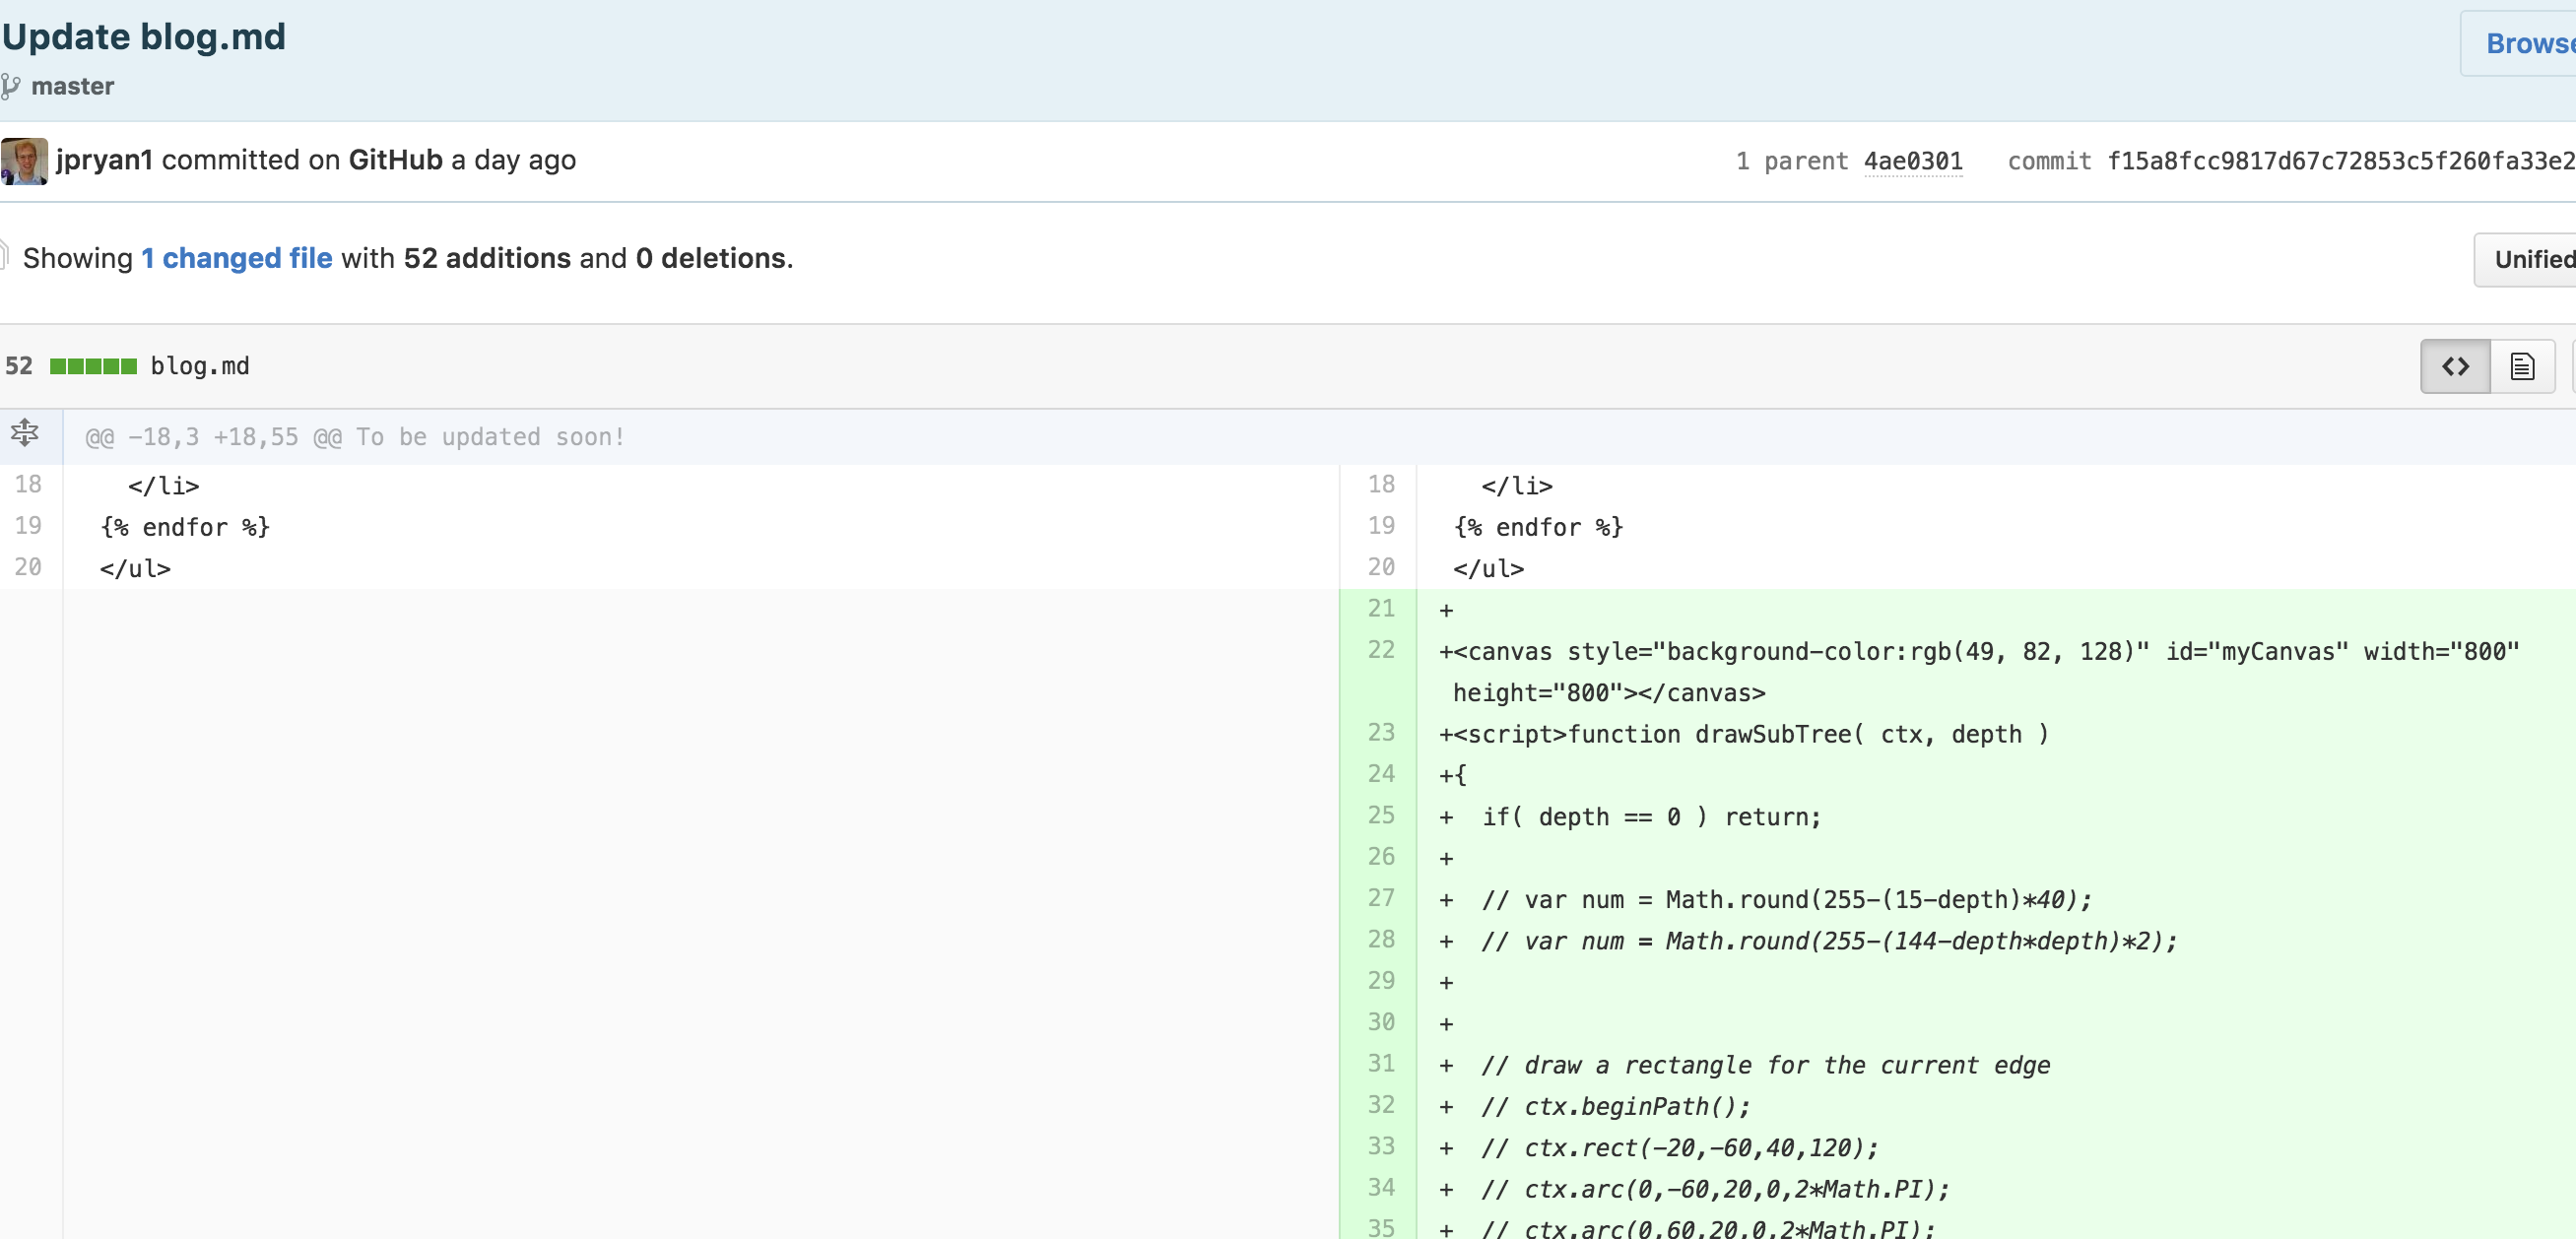 Update blog.md
Browse
master
jpryan1 committed on GitHub a day ago
1 parent 4ae0301 commit f15a8fcc9817d67c72853c5f260fa33e2
Showing 1 changed file with 52 additions and 0 deletions.
Unified
52 blog.md
@@ -18,3 +18,55 @@ To be updated soon!
18 </li>
19 {% endfor %}
20 </ul>
18 </li>
19 {% endfor %}
20 </ul>
21 +
22 +<canvas style="background-color:rgb(49, 82, 128)" id="myCanvas" width="800"
height="800"></canvas>
23 +<script>function drawSubTree( ctx, depth )
24 +{
25 +  if( depth == 0 ) return;
26 +
27 +  // var num = Math.round(255-(15-depth)*40);
28 +  // var num = Math.round(255-(144-depth*depth)*2);
29 +
30 +
31 +  // draw a rectangle for the current edge
32 +  // ctx.beginPath();
33 +  // ctx.rect(-20,-60,40,120);
34 +  // ctx.arc(0,-60,20,0,2*Math.PI);
35 +  // ctx.arc(0,60,20,0,2*Math.PI);